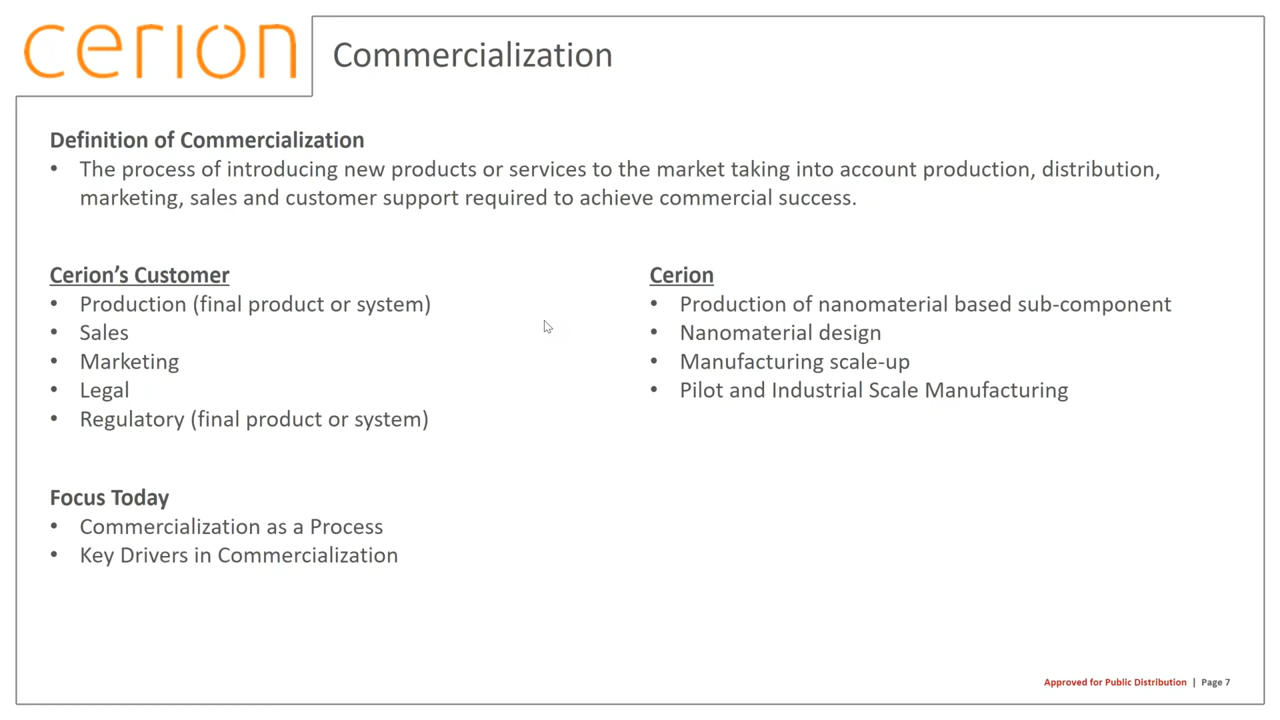 cerion
Commercialization
Definition of Commercialization
• The process of introducing new products or services to the market taking into account production, distribution,
marketing, sales and customer support required to achieve commercial success.
Cerion’s Customer
• Production (final product or system)
• Sales
• Marketing
• Legal
• Regulatory (final product or system)
Cerion
• Production of nanomaterial based sub-component
• Nanomaterial design
• Manufacturing scale-up
• Pilot and Industrial Scale Manufacturing
Focus Today
• Commercialization as a Process
• Key Drivers in Commercialization
Approved for Public Distribution | Page 7